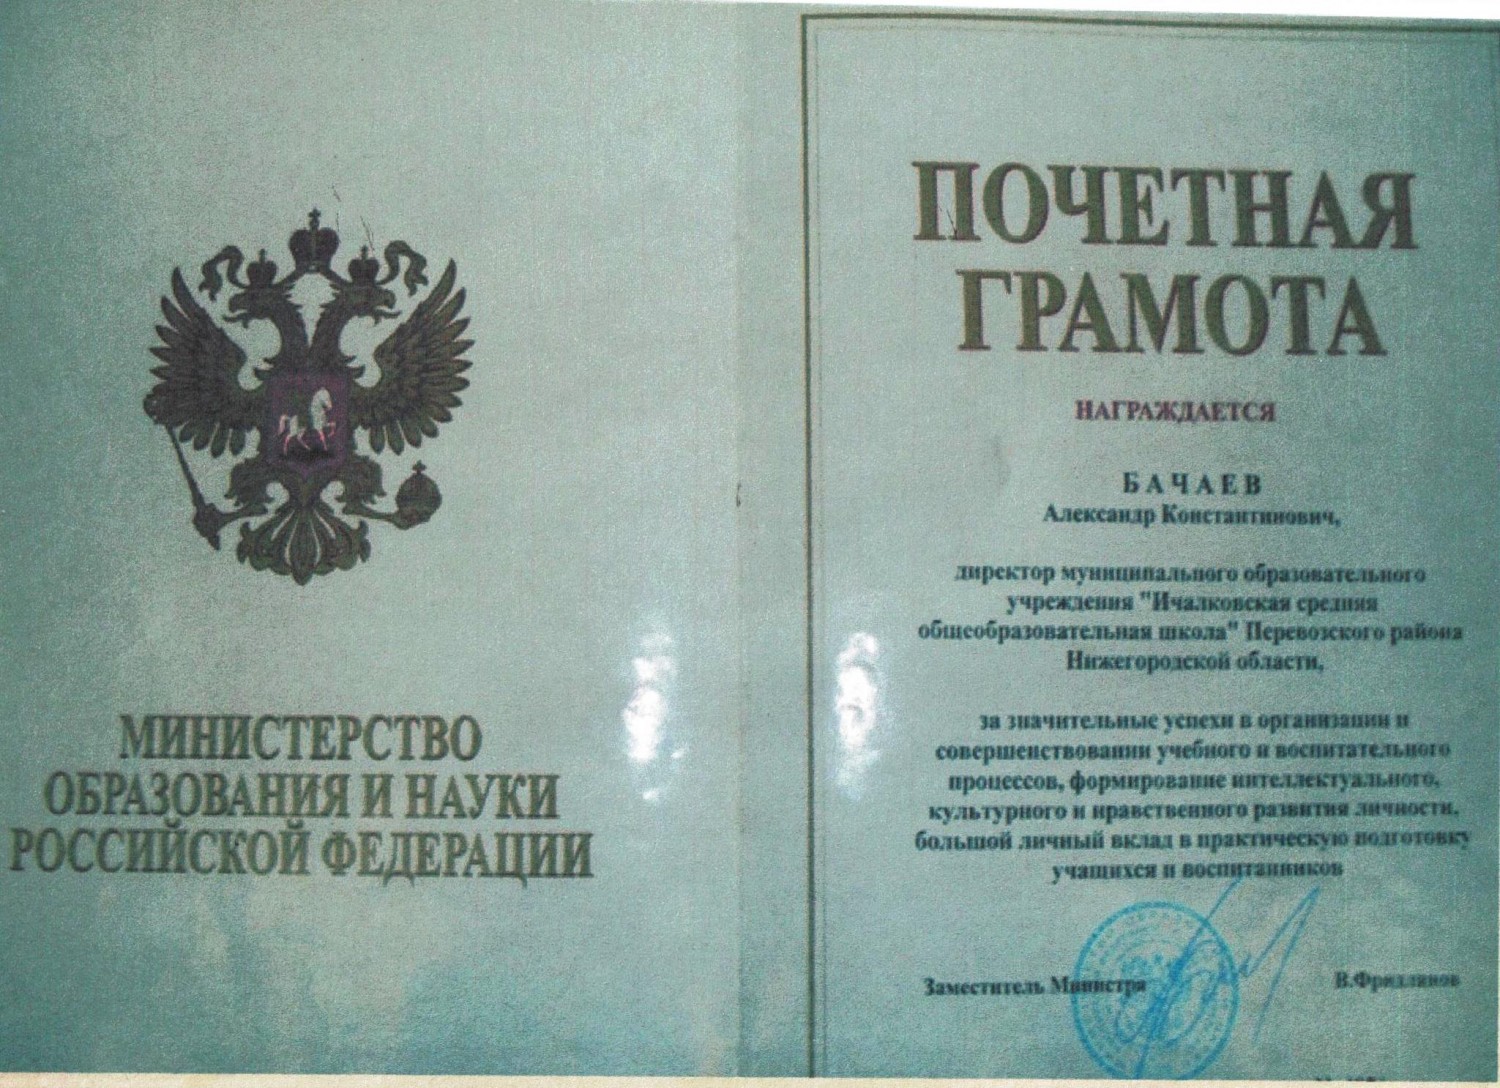 МИНИСТЕРСТВО
ОБРАЗОВАНИЯ И НАУКИ
РОССИЙСКОЙ ФЕДЕРАЦИИ
ПОЧЕТНАЯ
ГРАМОТА
НАГРАЖДАЕТСЯ
БАЧАЕВ
Александр Константинович,
директор муниципального образовательного
учреждения "Ичалковская средняя
общеобразовательная школа" Перевозского района
Нижегородской области,
за значительные успехи в организации и
совершенствовании учебного и воспитательного
процессов, формирование интеллектуального,
культурного и нравственного развития личности,
большой личный вклад в практическую подготовку
учащихся и воспитанников
Заместитель Министра
В.Фридлянов